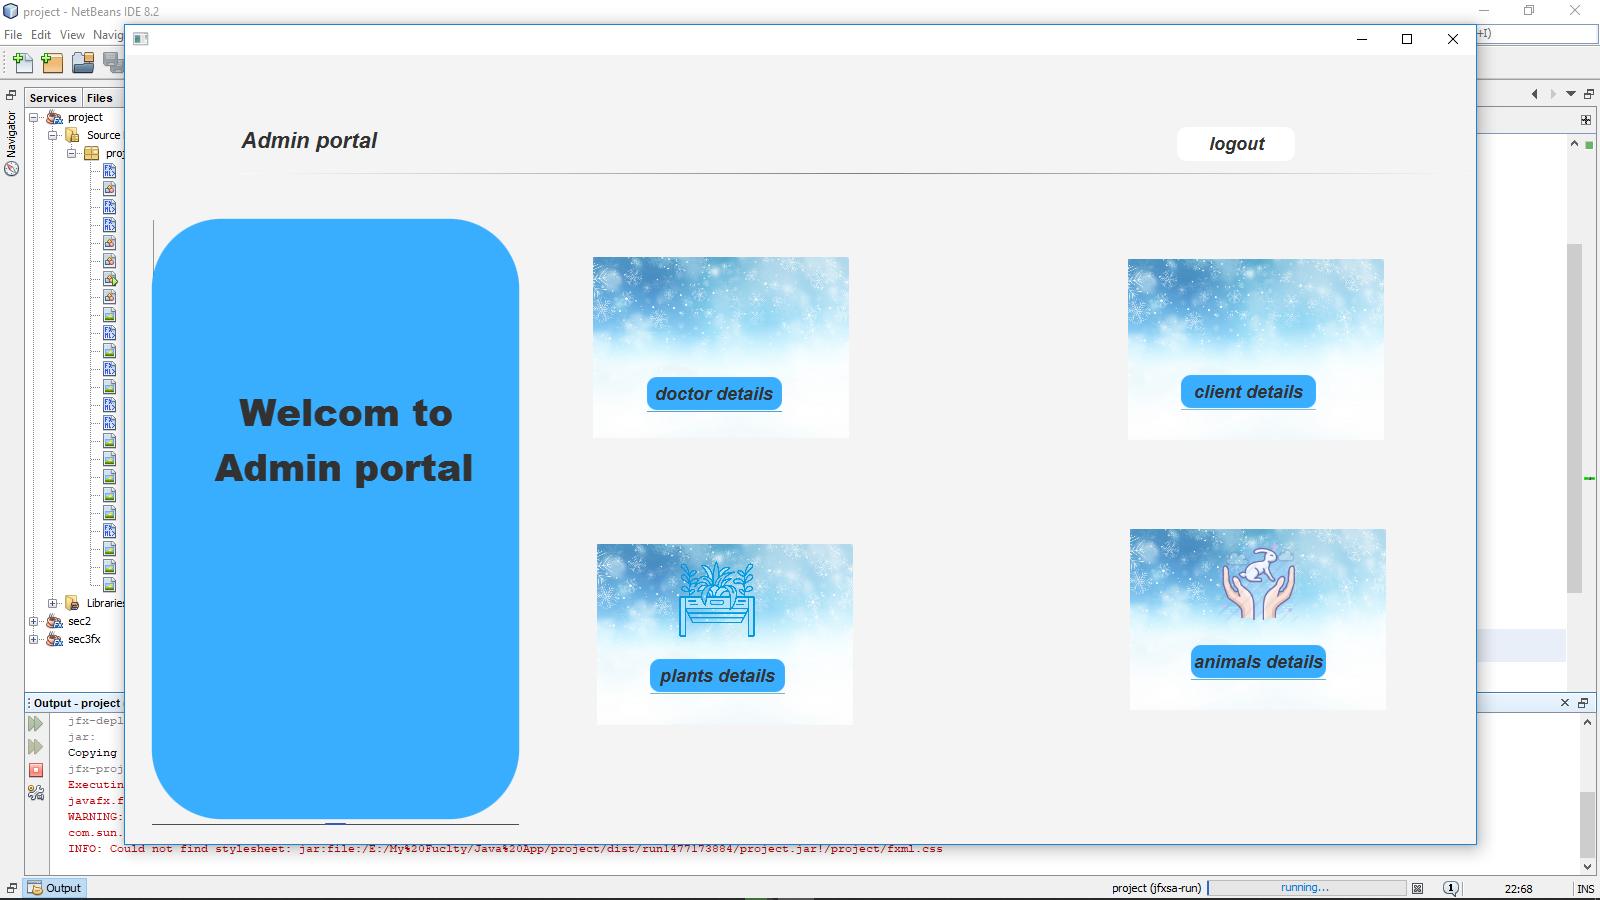 project - NetBeans IDE 8.2
File Edit View Navig
+I)
Services Files
Navigator
project
Source
proj
Libraries
sec2
sec3fx
Admin portal
logout
Welcom to
Admin portal
doctor details
client details
plants details
animals details
Output - project
jfx-depl
jar:
Copying
jfx-proj
Executin
javafx.f
WARNING:
com.sun.
INFO: Could not find stylesheet: jar:file:/E:/My%20Fuclty/Java%20App/project/dist/run1477173884/project.jar!/project/fxml.css
Output
project (jfxsa-run)
running...
1
22:68
INS